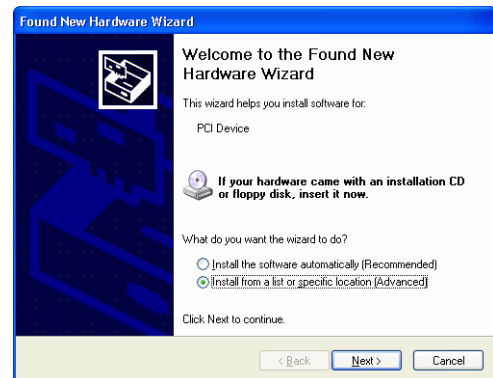 Found New Hardware Wizard
Welcome to the Found New
Hardware Wizard
This wizard helps you install software for:
PCI Device
If your hardware came with an installation CD
or floppy disk, insert it now.
What do you want the wizard to do?
Install the software automatically (Recommended)
Install from a list or specific location (Advanced)
Click Next to continue.
< Back Next > Cancel